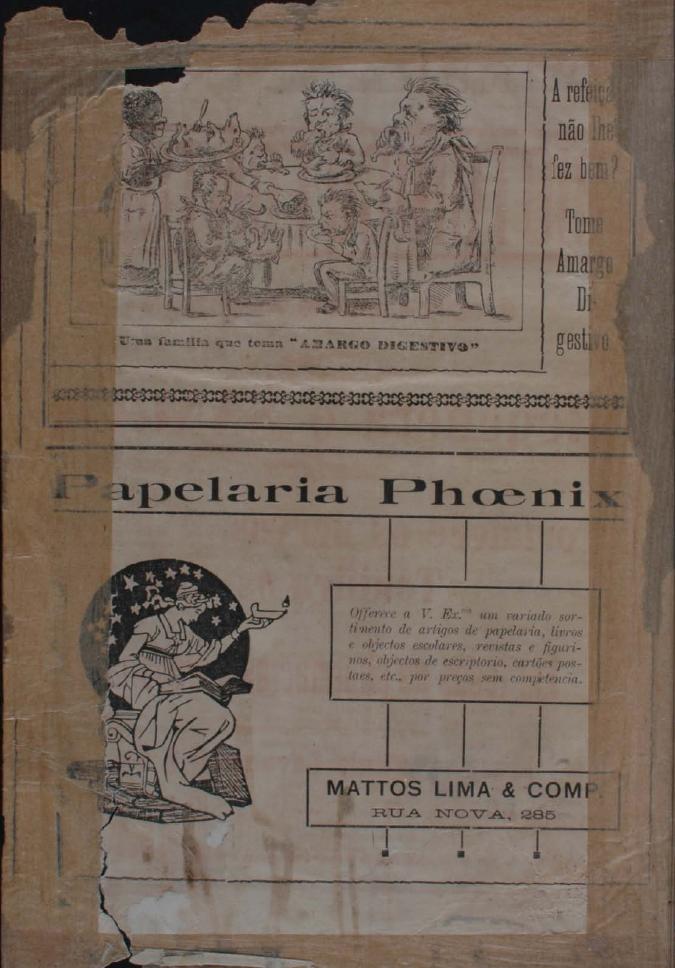 A refeição
não lhe
fez bem?
Tome
Amargo
Di-
gestivo
Uma familia que toma "AMARGO DIGESTIVO"
Papelaria Phœnix
Offerece a V. Ex.ᵐᵃ um variado sor-
timento de artigos de papelaria, livros
e objectos escolares, revistas e figuri-
nos, objectos de escriptorio, cartões pos-
taes, etc., por preços sem competencia.
MATTOS LIMA & COMP.
RUA NOVA, 285